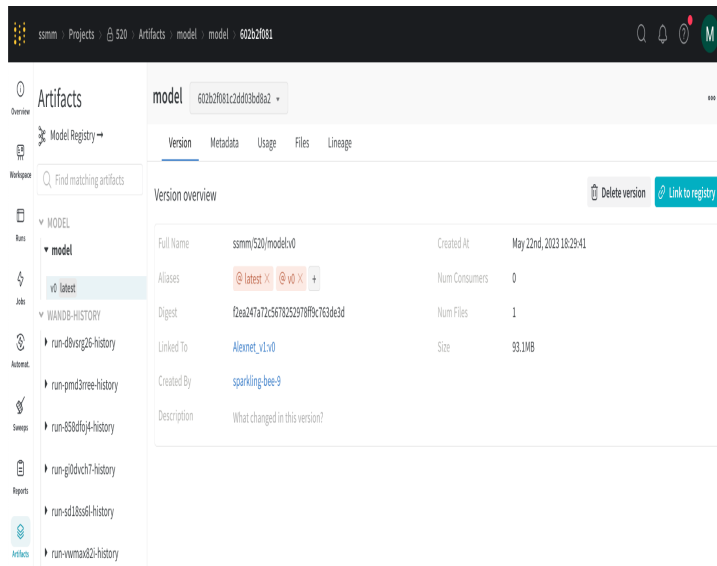 ssmm > Projects > 520 > Artifacts > model > model > 602b2f081
M
Overview
Workspace
Runs
Jobs
Automat.
Sweeps
Reports
Artifacts
Artifacts
Model Registry →
Find matching artifacts
MODEL
model
v0 latest
WANDB-HISTORY
run-d8vsrg26-history
run-pmd3rree-history
run-858dfoj4-history
run-gi0dvch7-history
run-sd18ss6l-history
run-vwmax82i-history
model 602b2f081c2dd03bd8a2
Version Metadata Usage Files Lineage
Version overview
Delete version Link to registry
Full Name ssmm/520/model:v0 Created At May 22nd, 2023 18:29:41
Aliases @ latest × @ v0 × + Num Consumers 0
Digest f2ea247a72c5678252978ff9c763de3d Num Files 1
Linked To Alexnet_v1:v0 Size 93.1MB
Created By sparkling-bee-9
Description What changed in this version?